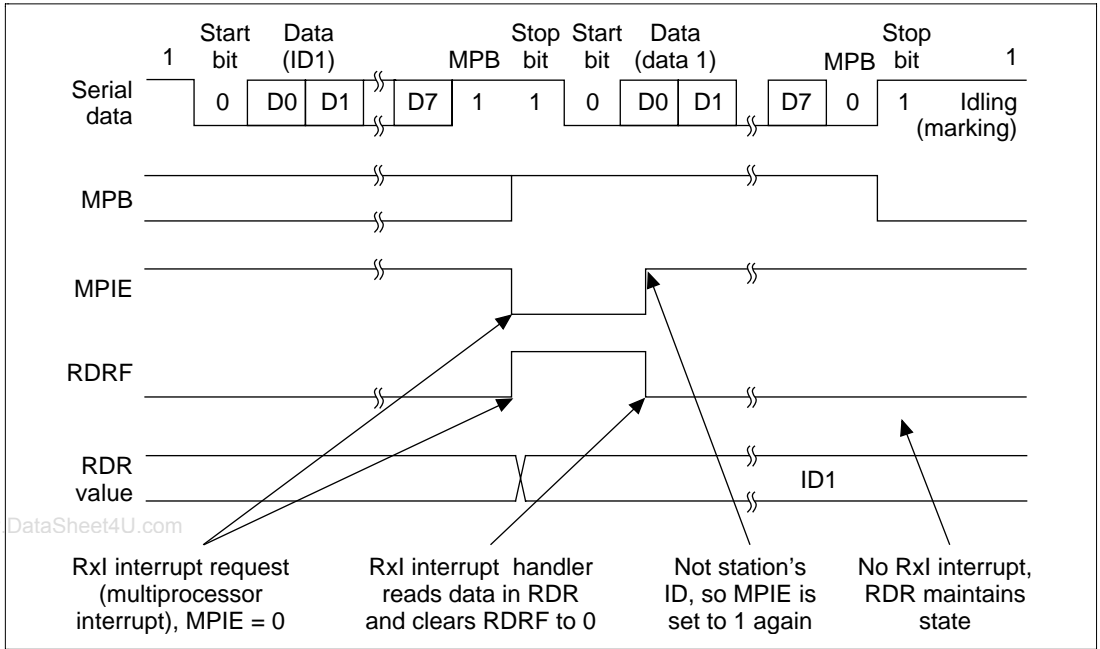 Start Data Stop Start Data Stop
1 bit (ID1) MPB bit bit (data 1) MPB bit 1
Serial data 0 D0 D1 D7 1 1 0 D0 D1 D7 0 1 Idling (marking)
MPB
MPIE
RDRF
RDR
value
ID1
.DataSheet4U.com
RxI interrupt request
(multiprocessor
interrupt), MPIE = 0
RxI interrupt handler
reads data in RDR
and clears RDRF to 0
Not station's
ID, so MPIE is
set to 1 again
No RxI interrupt,
RDR maintains
state